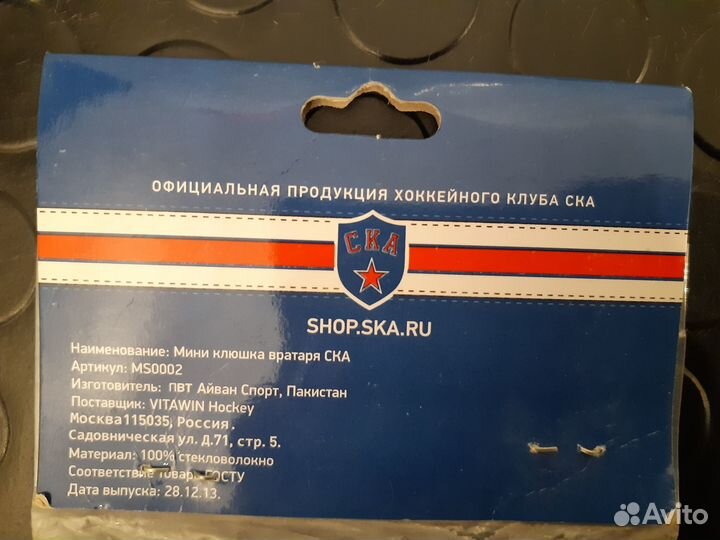 ОФИЦИАЛЬНАЯ ПРОДУКЦИЯ ХОККЕЙНОГО КЛУБА СКА
СКА
SHOP.SKA.RU
Наименование: Мини клюшка вратаря СКА
Артикул: MS0002
Изготовитель: ПВТ Айван Спорт, Пакистан
Поставщик: VITAWIN Hockey
Москва115035, Россия.
Садовническая ул. д.71, стр. 5.
Материал: 100% стекловолокно
Соответствие товара ГОСТУ
Дата выпуска: 28.12.13.
Avito